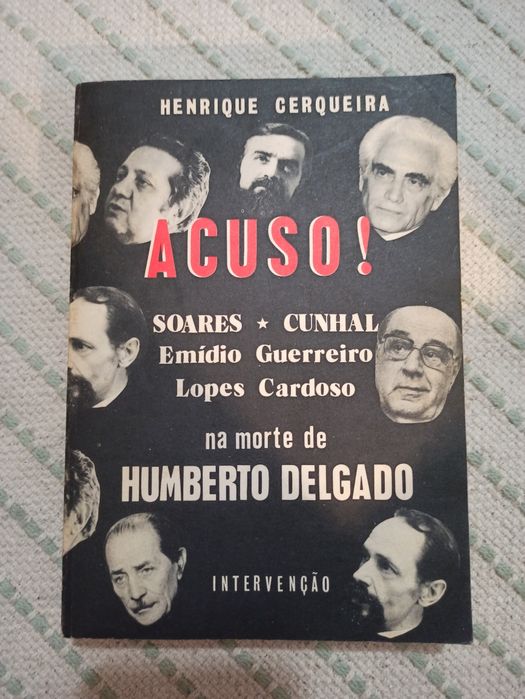 HENRIQUE CERQUEIRA
ACUSO!
SOARES ★ CUNHAL
Emídio Guerreiro
Lopes Cardoso
na morte de
HUMBERTO DELGADO
INTERVENÇÃO